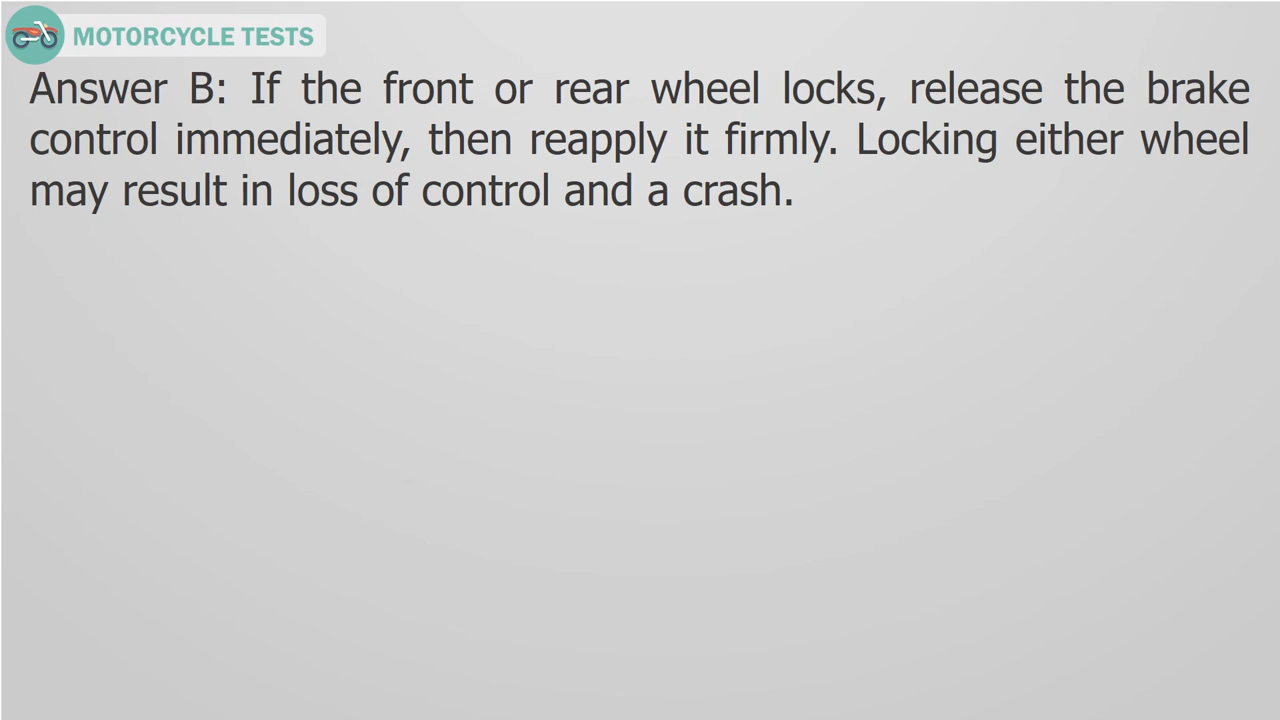 MOTORCYCLE TESTS
Answer B: If the front or rear wheel locks, release the brake
control immediately, then reapply it firmly. Locking either wheel
may result in loss of control and a crash.